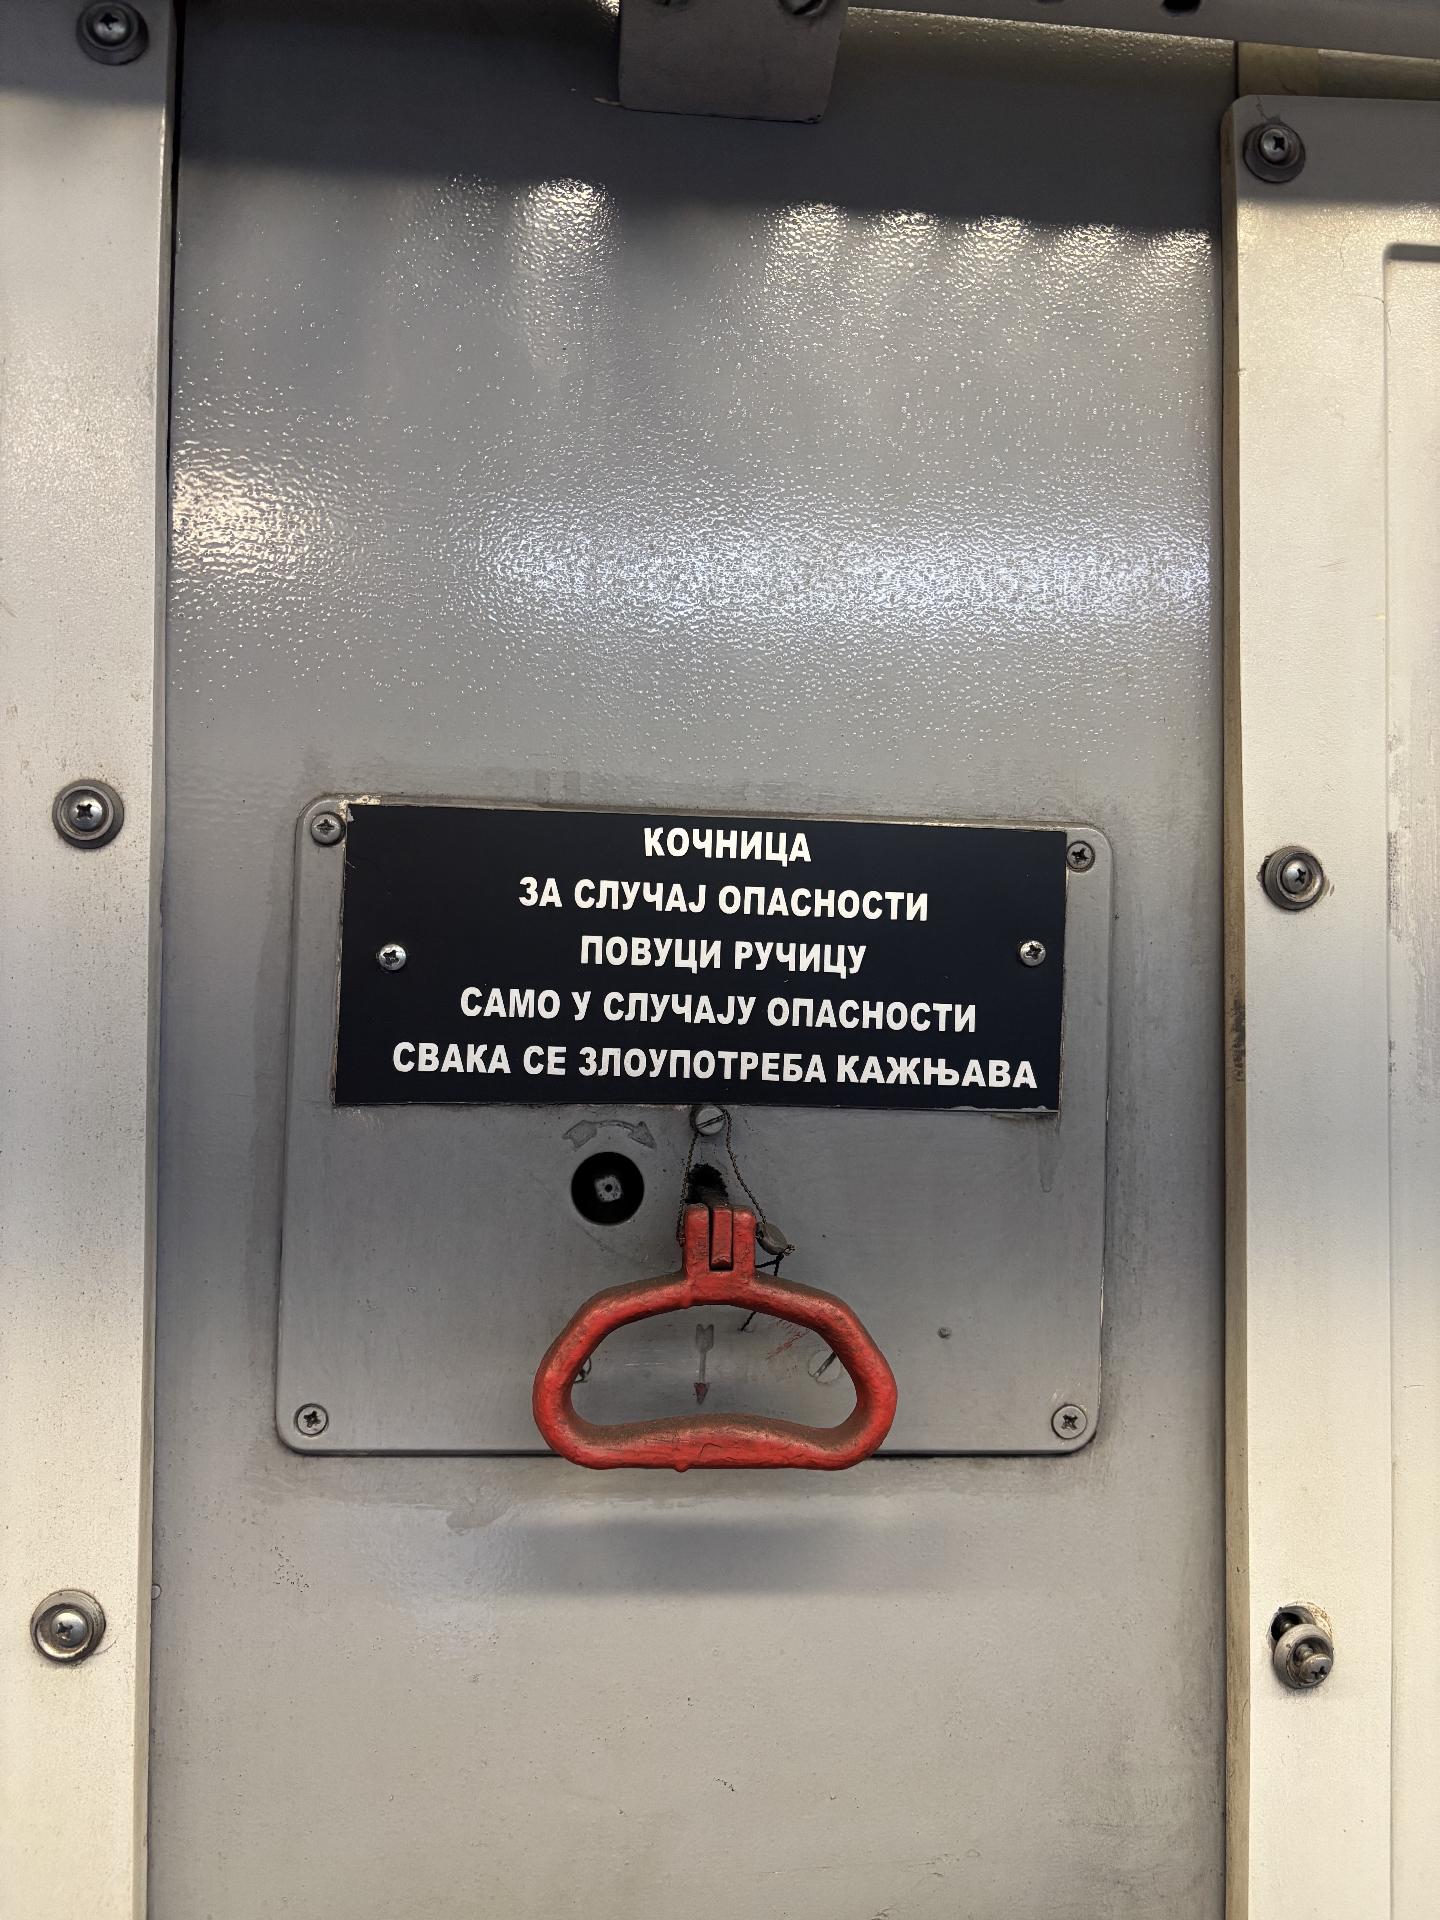 КОЧНИЦА
ЗА СЛУЧАЈ ОПАСНОСТИ
ПОВУЦИ РУЧИЦУ
САМО У СЛУЧАЈУ ОПАСНОСТИ
СВАКА СЕ ЗЛОУПОТРЕБА КАЖЊАВА